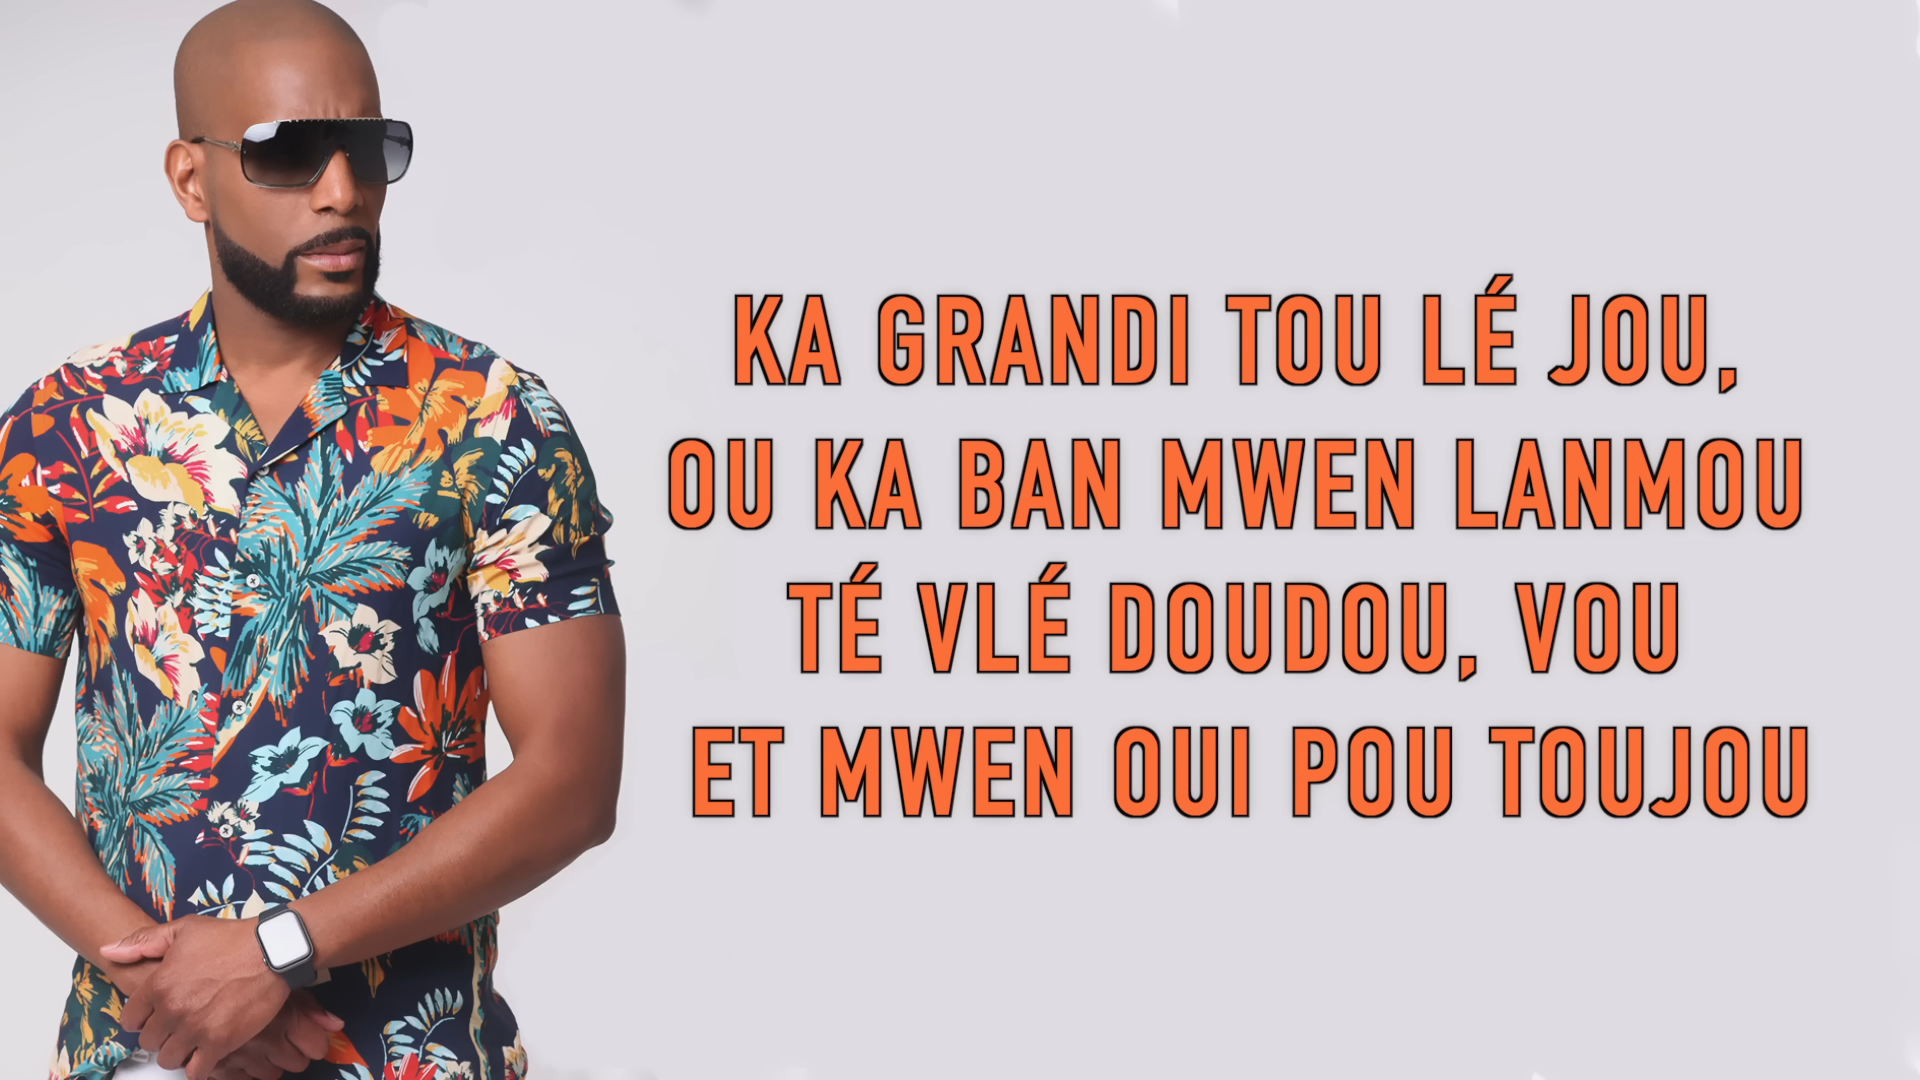 KA GRANDI TOU LÉ JOU,
OU KA BAN MWEN LANMOU
TÉ VLÉ DOUDOU, VOU
ET MWEN OUI POU TOUJOU